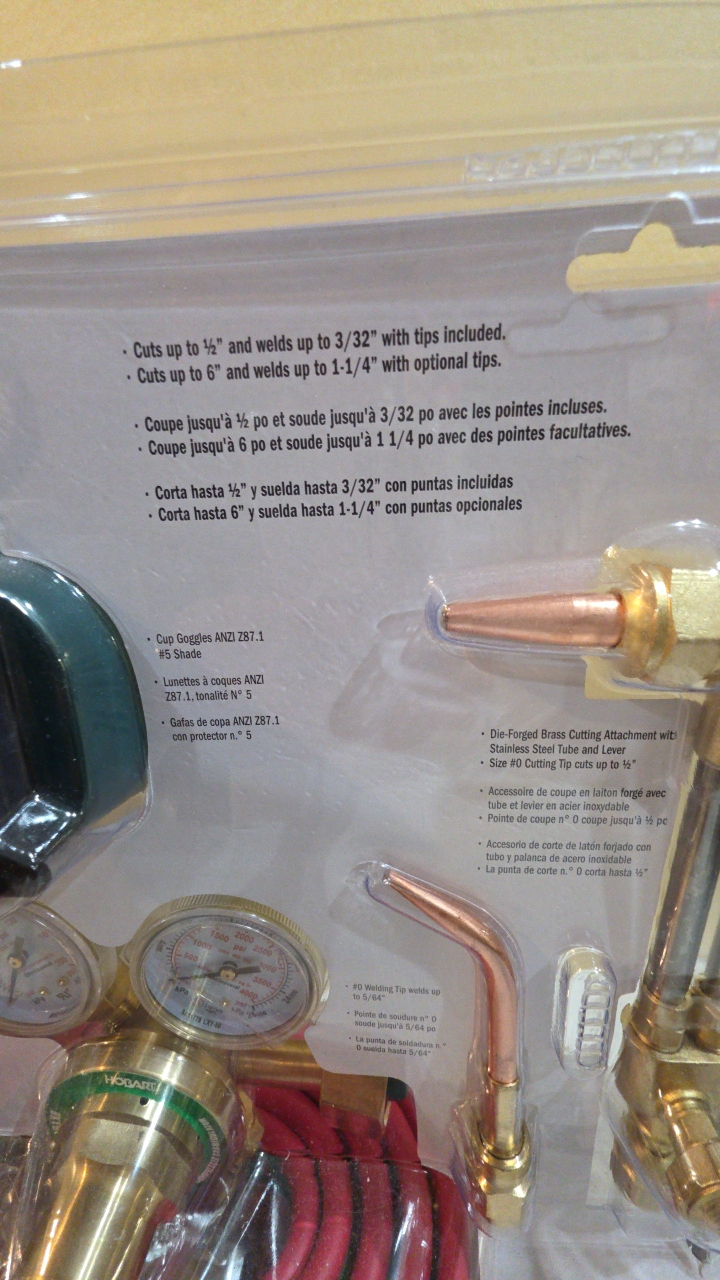 · Cuts up to ½” and welds up to 3/32” with tips included.
· Cuts up to 6” and welds up to 1-1/4” with optional tips.
· Coupe jusqu'à ½ po et soude jusqu'à 3/32 po avec les pointes incluses.
· Coupe jusqu'à 6 po et soude jusqu'à 1 1/4 po avec des pointes facultatives.
· Corta hasta ½” y suelda hasta 3/32” con puntas incluidas
· Corta hasta 6” y suelda hasta 1-1/4” con puntas opcionales
• Cup Goggles ANZI Z87.1
#5 Shade
• Lunettes à coques ANZI
Z87.1, tonalité N° 5
• Gafas de copa ANZI Z87.1
con protector n.° 5
• Die-Forged Brass Cutting Attachment with
Stainless Steel Tube and Lever
• Size #0 Cutting Tip cuts up to ½”
• Accessoire de coupe en laiton forgé avec
tube et levier en acier inoxydable
• Pointe de coupe n° 0 coupe jusqu'à ½ po
• Accesorio de corte de latón forjado con
tubo y palanca de acero inoxidable
• La punta de corte n.° 0 corta hasta ½”
• #0 Welding Tip welds up
to 5/64”
• Pointe de soudure n° 0
soude jusqu'à 5/64 po
• La punta de soldadura n.°
0 suelda hasta 5/64”
500 1000 1500 2000 2500
psi
kPa
HOBART